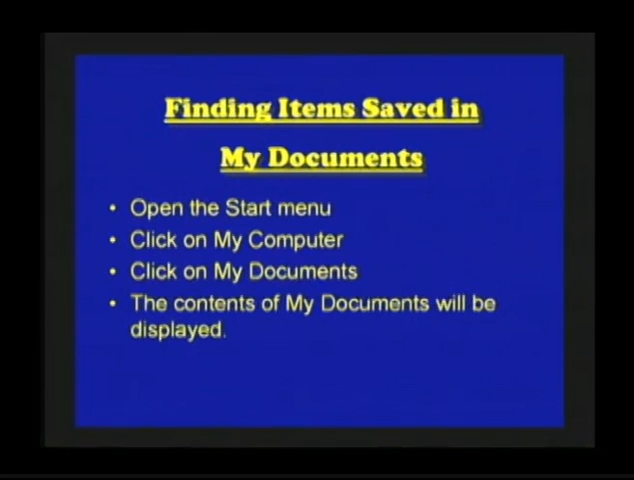 Finding Items Saved in
My Documents
• Open the Start menu
• Click on My Computer
• Click on My Documents
• The contents of My Documents will be
displayed.